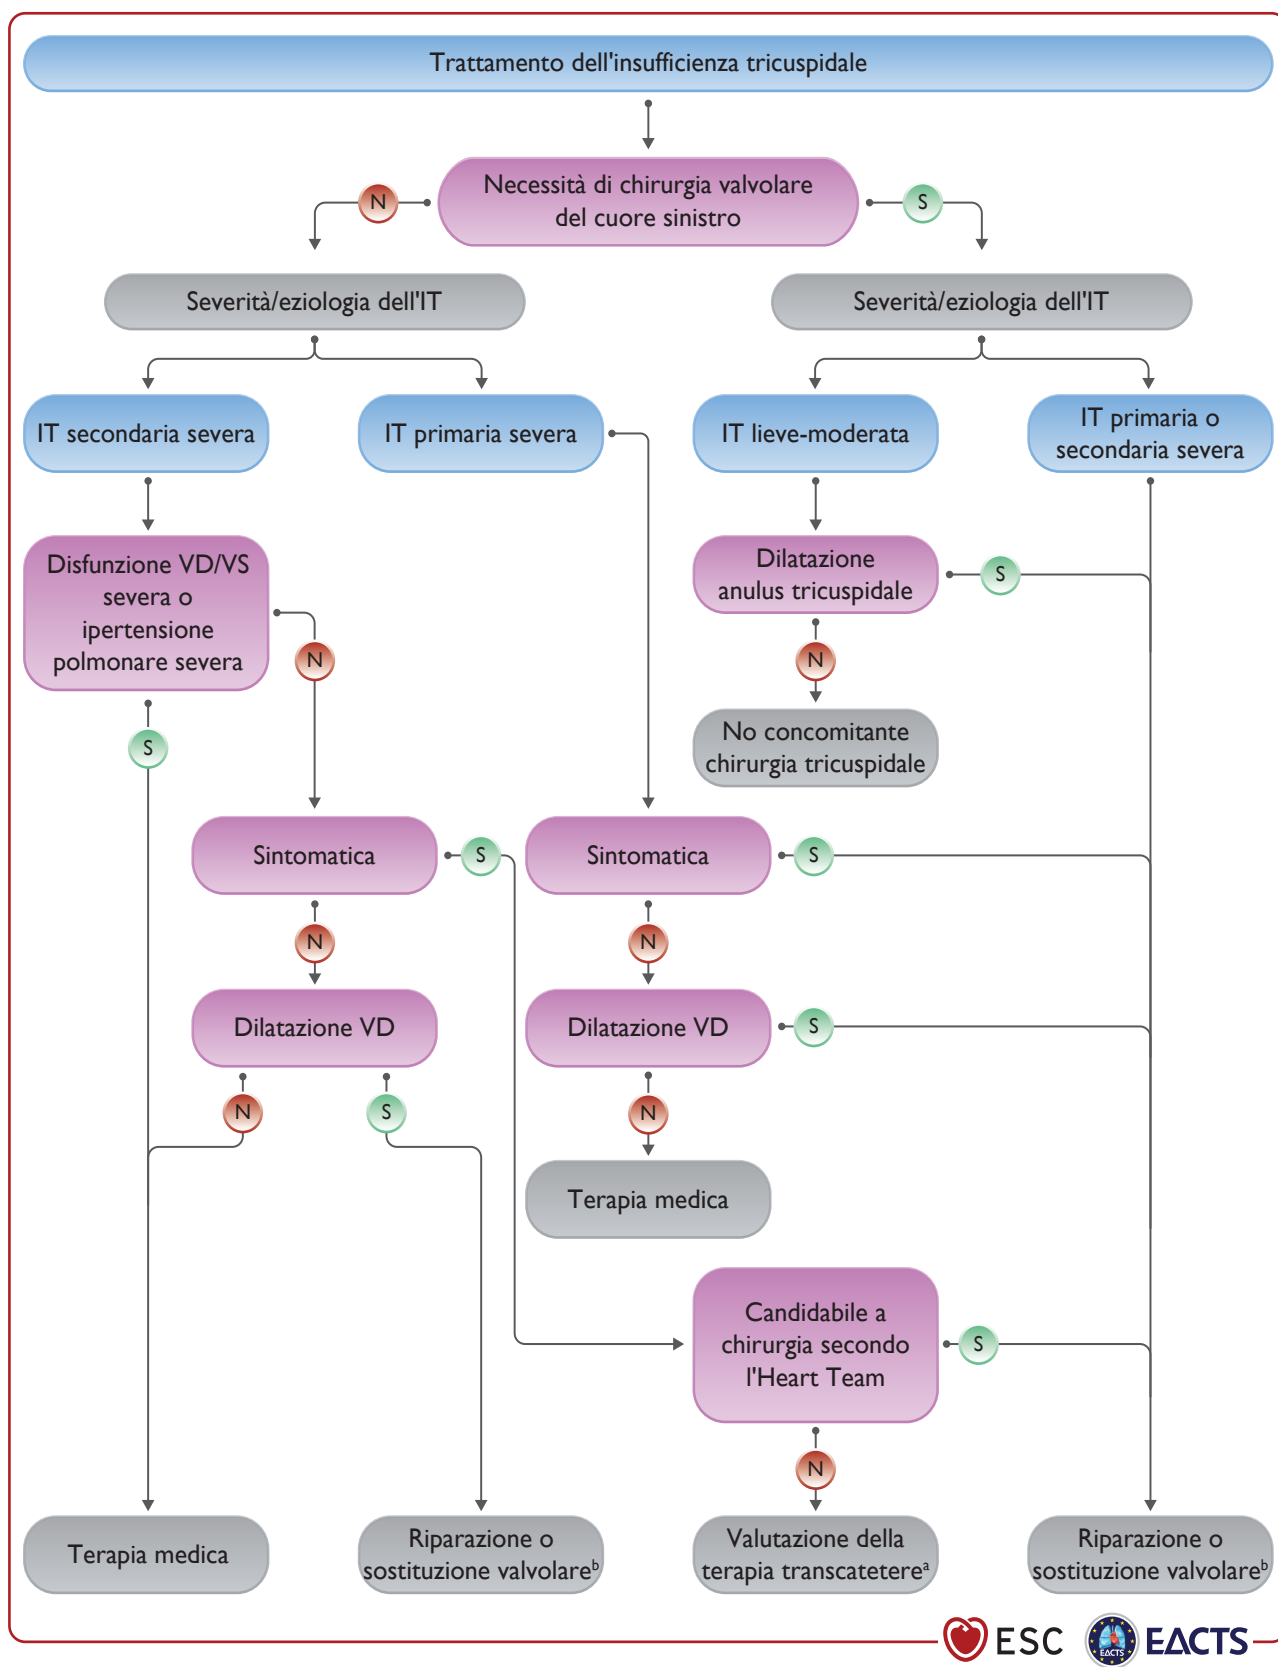 Trattamento dell'insufficienza tricuspidale
Necessità di chirurgia valvolare
del cuore sinistro
N
S
Severità/eziologia dell'IT
Severità/eziologia dell'IT
IT secondaria severa
IT primaria severa
IT lieve-moderata
IT primaria o
secondaria severa
Disfunzione VD/VS
severa o
ipertensione
polmonare severa
Dilatazione
anulus tricuspidale
S
N
N
S
No concomitante
chirurgia tricuspidale
Sintomatica
S
Sintomatica
S
N
N
Dilatazione VD
Dilatazione VD
S
N
S
N
Terapia medica
Candidabile a
chirurgia secondo
l'Heart Team
S
N
Terapia medica
Riparazione o
sostituzione valvolareᵇ
Valutazione della
terapia transcatetereᵃ
Riparazione o
sostituzione valvolareᵇ
ESC
EACTS
EACTS